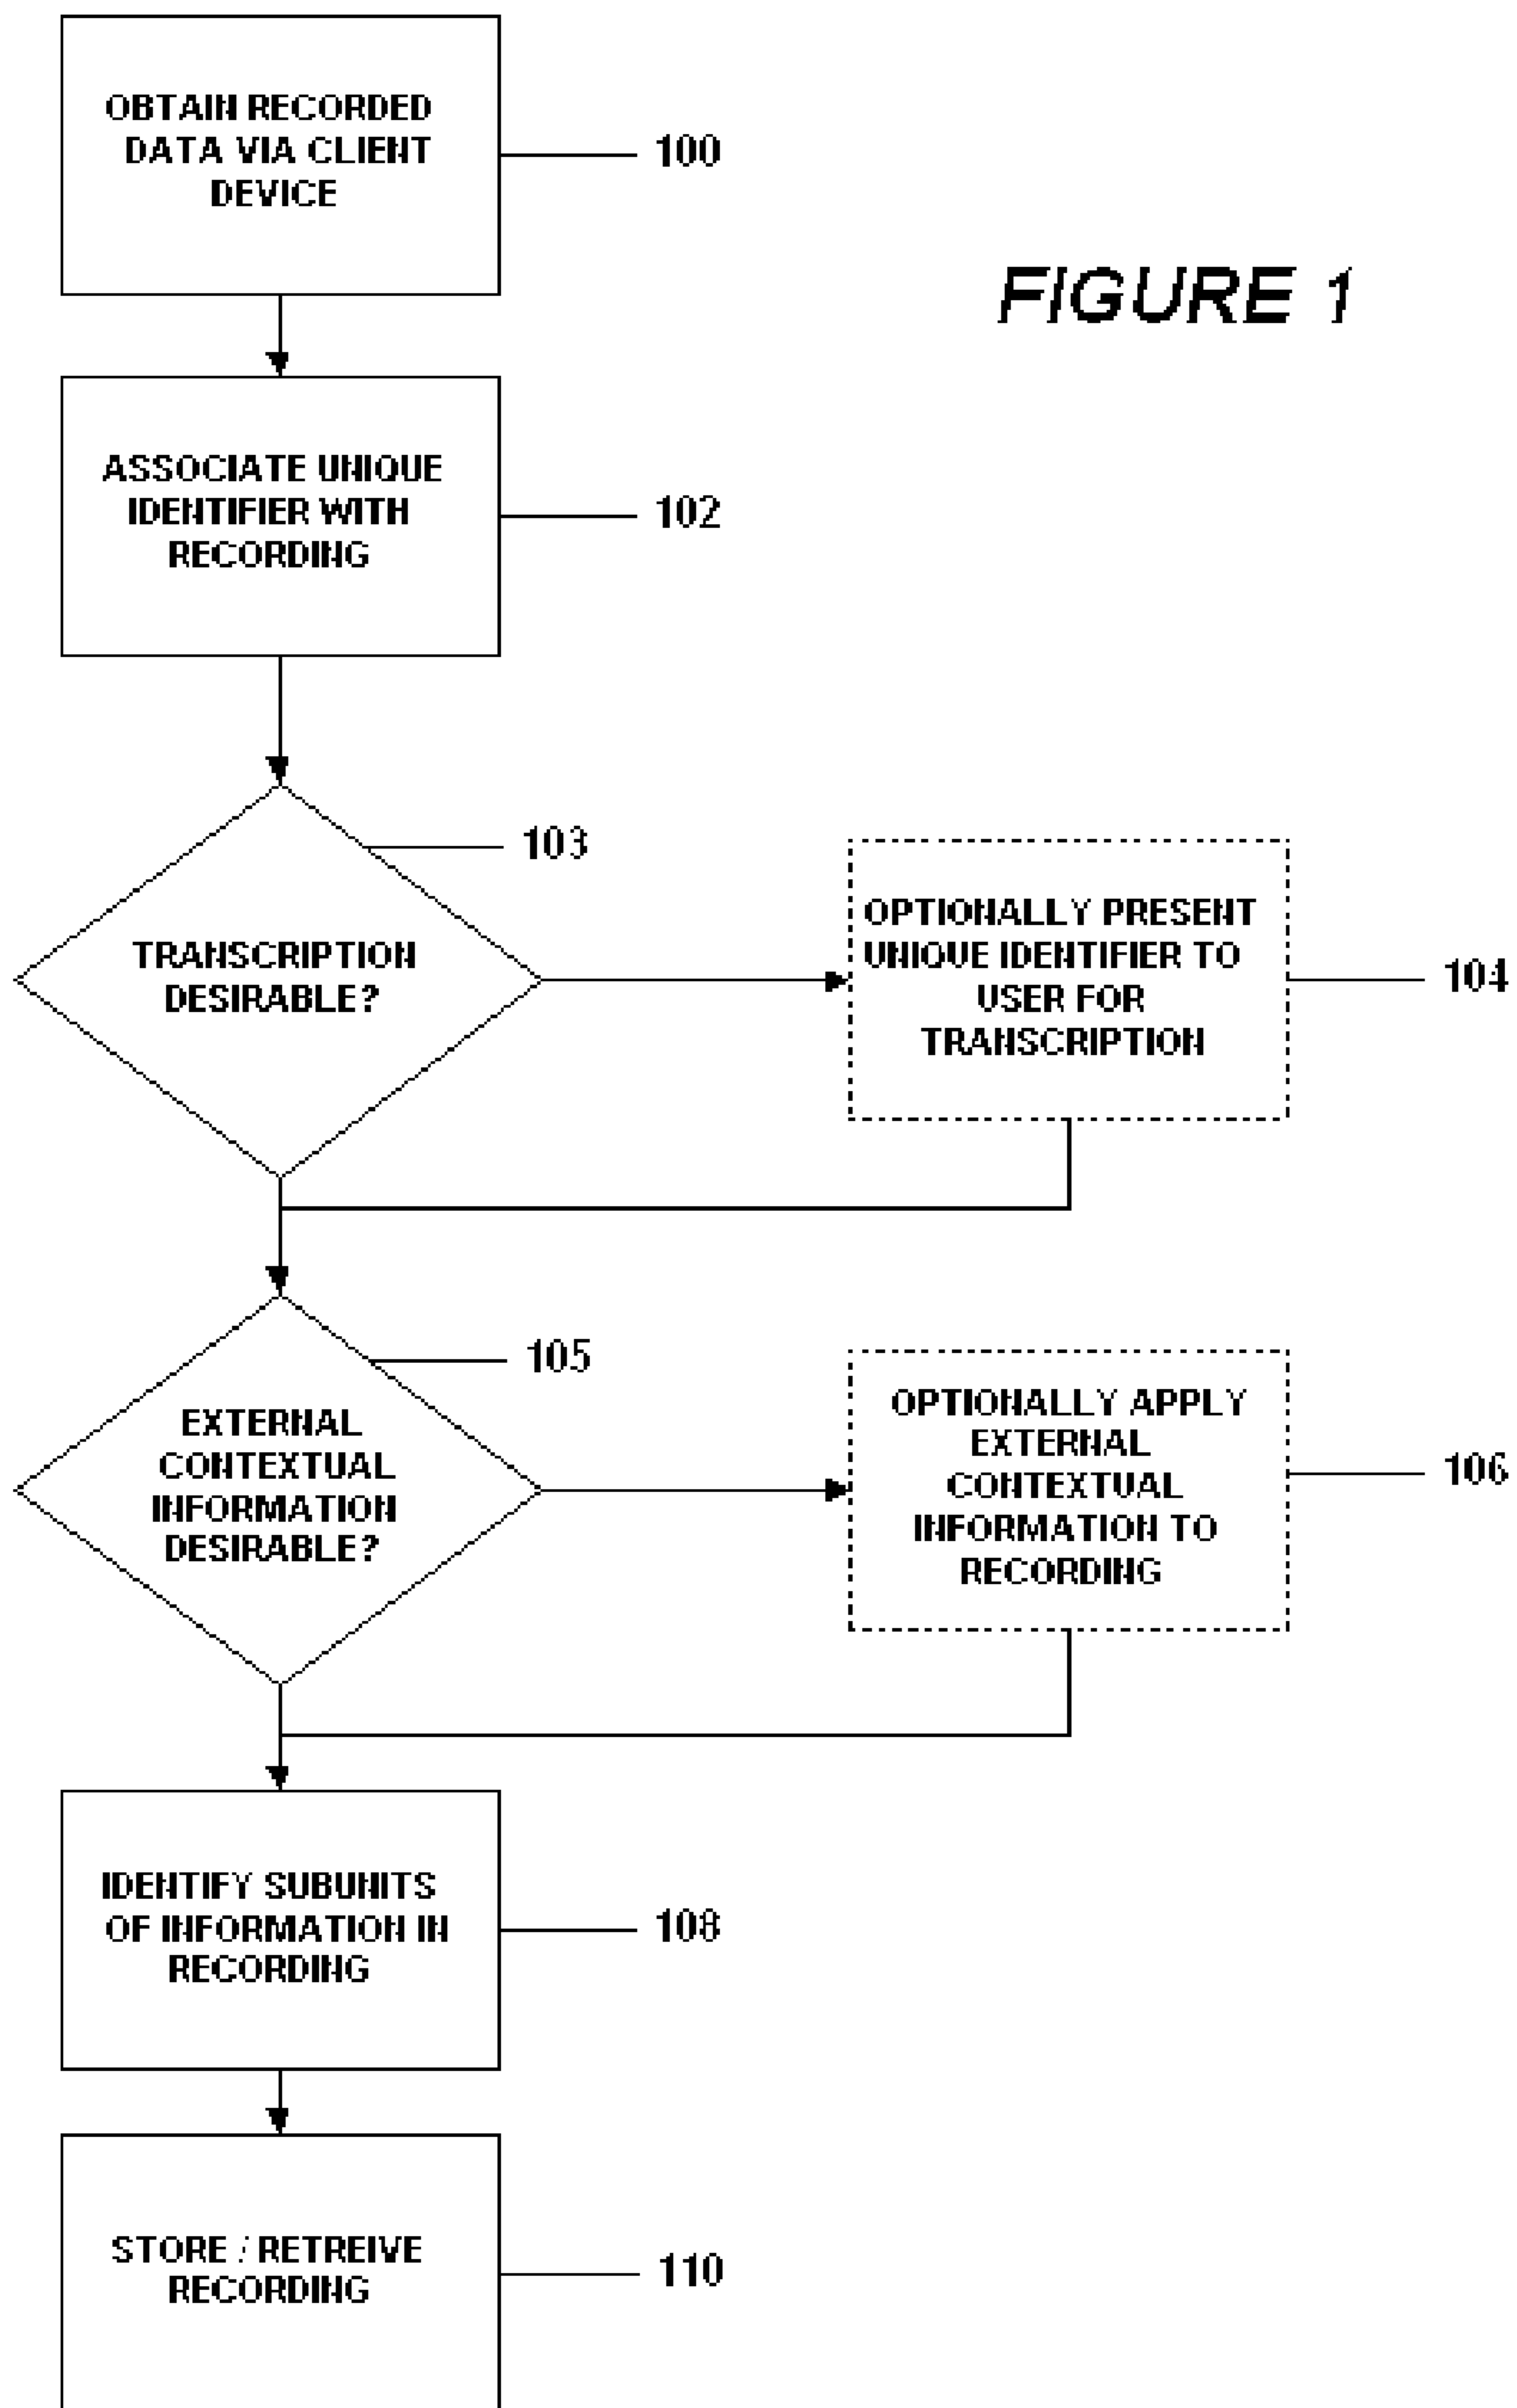 OBTAIN RECORDED
DATA VIA CLIENT
DEVICE
100
FIGURE 1
ASSOCIATE UNIQUE
IDENTIFIER WITH
RECORDING
102
103
TRANSCRIPTION
DESIRABLE?
OPTIONALLY PRESENT
UNIQUE IDENTIFIER TO
USER FOR
TRANSCRIPTION
104
105
EXTERNAL
CONTEXTUAL
INFORMATION
DESIRABLE?
OPTIONALLY APPLY
EXTERNAL
CONTEXTUAL
INFORMATION TO
RECORDING
106
IDENTIFY SUBUNITS
OF INFORMATION IN
RECORDING
108
STORE / RETREIVE
RECORDING
110